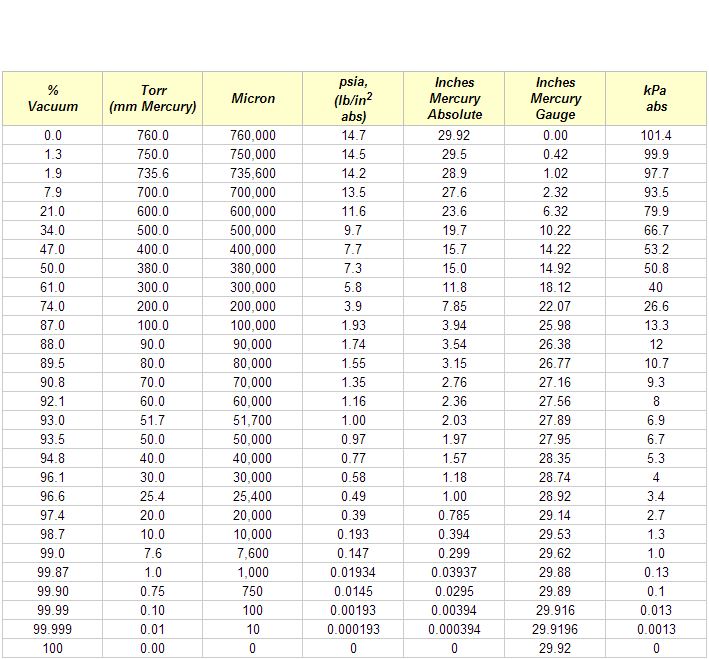 % Vacuum Torr (mm Mercury) Micron psia, (lb/in2 abs) Inches Mercury Absolute Inches Mercury Gauge kPa abs
0.0 760.0 760,000 14.7 29.92 0.00 101.4
1.3 750.0 750,000 14.5 29.5 0.42 99.9
1.9 735.6 735,600 14.2 28.9 1.02 97.7
7.9 700.0 700,000 13.5 27.6 2.32 93.5
21.0 600.0 600,000 11.6 23.6 6.32 79.9
34.0 500.0 500,000 9.7 19.7 10.22 66.7
47.0 400.0 400,000 7.7 15.7 14.22 53.2
50.0 380.0 380,000 7.3 15.0 14.92 50.8
61.0 300.0 300,000 5.8 11.8 18.12 40
74.0 200.0 200,000 3.9 7.85 22.07 26.6
87.0 100.0 100,000 1.93 3.94 25.98 13.3
88.0 90.0 90,000 1.74 3.54 26.38 12
89.5 80.0 80,000 1.55 3.15 26.77 10.7
90.8 70.0 70,000 1.35 2.76 27.16 9.3
92.1 60.0 60,000 1.16 2.36 27.56 8
93.0 51.7 51,700 1.00 2.03 27.89 6.9
93.5 50.0 50,000 0.97 1.97 27.95 6.7
94.8 40.0 40,000 0.77 1.57 28.35 5.3
96.1 30.0 30,000 0.58 1.18 28.74 4
96.6 25.4 25,400 0.49 1.00 28.92 3.4
97.4 20.0 20,000 0.39 0.785 29.14 2.7
98.7 10.0 10,000 0.193 0.394 29.53 1.3
99.0 7.6 7,600 0.147 0.299 29.62 1.0
99.87 1.0 1,000 0.01934 0.03937 29.88 0.13
99.90 0.75 750 0.0145 0.0295 29.89 0.1
99.99 0.10 100 0.00193 0.00394 29.916 0.013
99.999 0.01 10 0.000193 0.000394 29.9196 0.0013
100 0.00 0 0 0 29.92 0